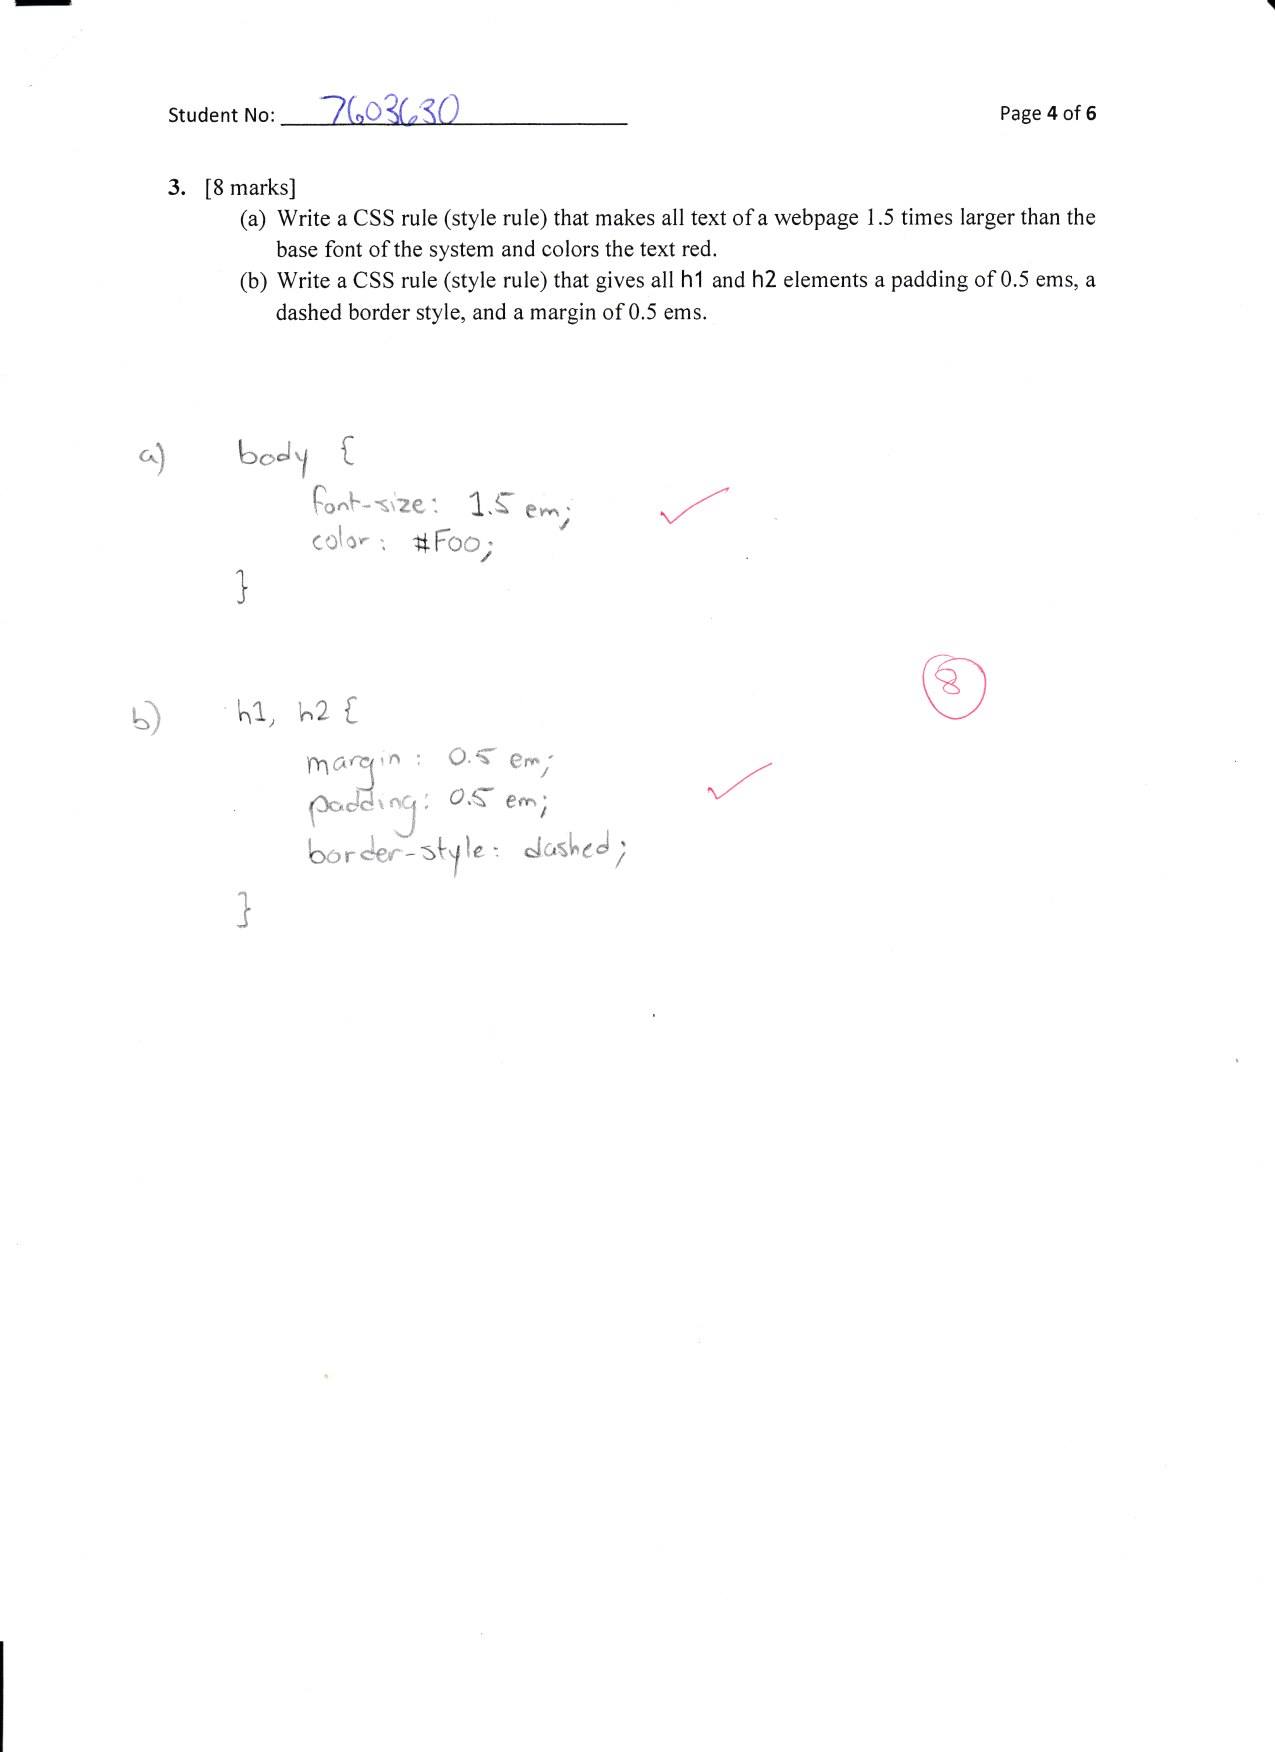 Student No: 7603630
Page 4 of 6
3. [8 marks]
(a) Write a CSS rule (style rule) that makes all text of a webpage 1.5 times larger than the
base font of the system and colors the text red.
(b) Write a CSS rule (style rule) that gives all h1 and h2 elements a padding of 0.5 ems, a
dashed border style, and a margin of 0.5 ems.
a) body {
font-size: 1.5 em;
color: #F00;
}
8
b) h1, h2 {
margin: 0.5 em;
padding: 0.5 em;
border-style: dashed;
}